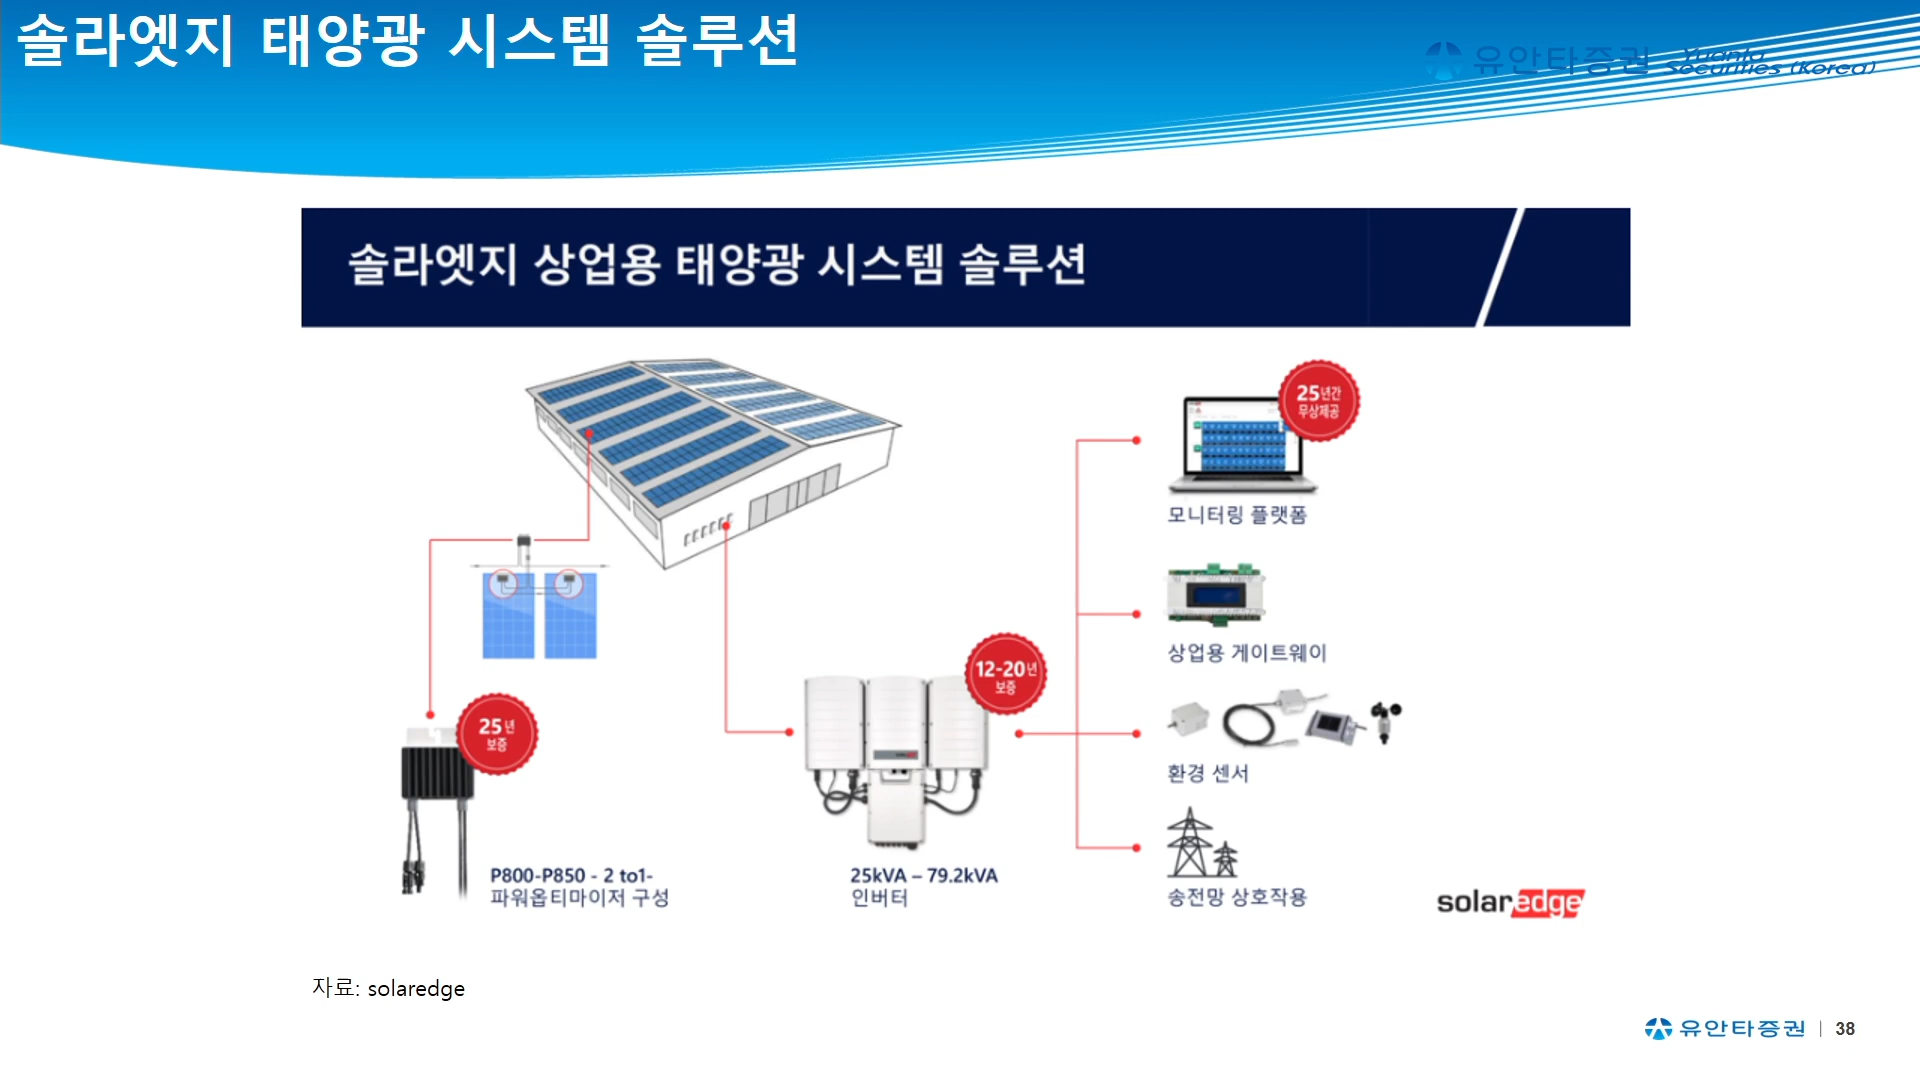 솔라엣지 태양광 시스템 솔루션
유안타증권 Yuanta Securities (Korea)
솔라엣지 상업용 태양광 시스템 솔루션
25년간
무상제공
모니터링 플랫폼
상업용 게이트웨이
12-20년
보증
25년
보증
환경 센서
P800-P850 - 2 to1-
파워옵티마이저 구성
25kVA – 79.2kVA
인버터
송전망 상호작용
solaredge
자료: solaredge
유안타증권 | 38